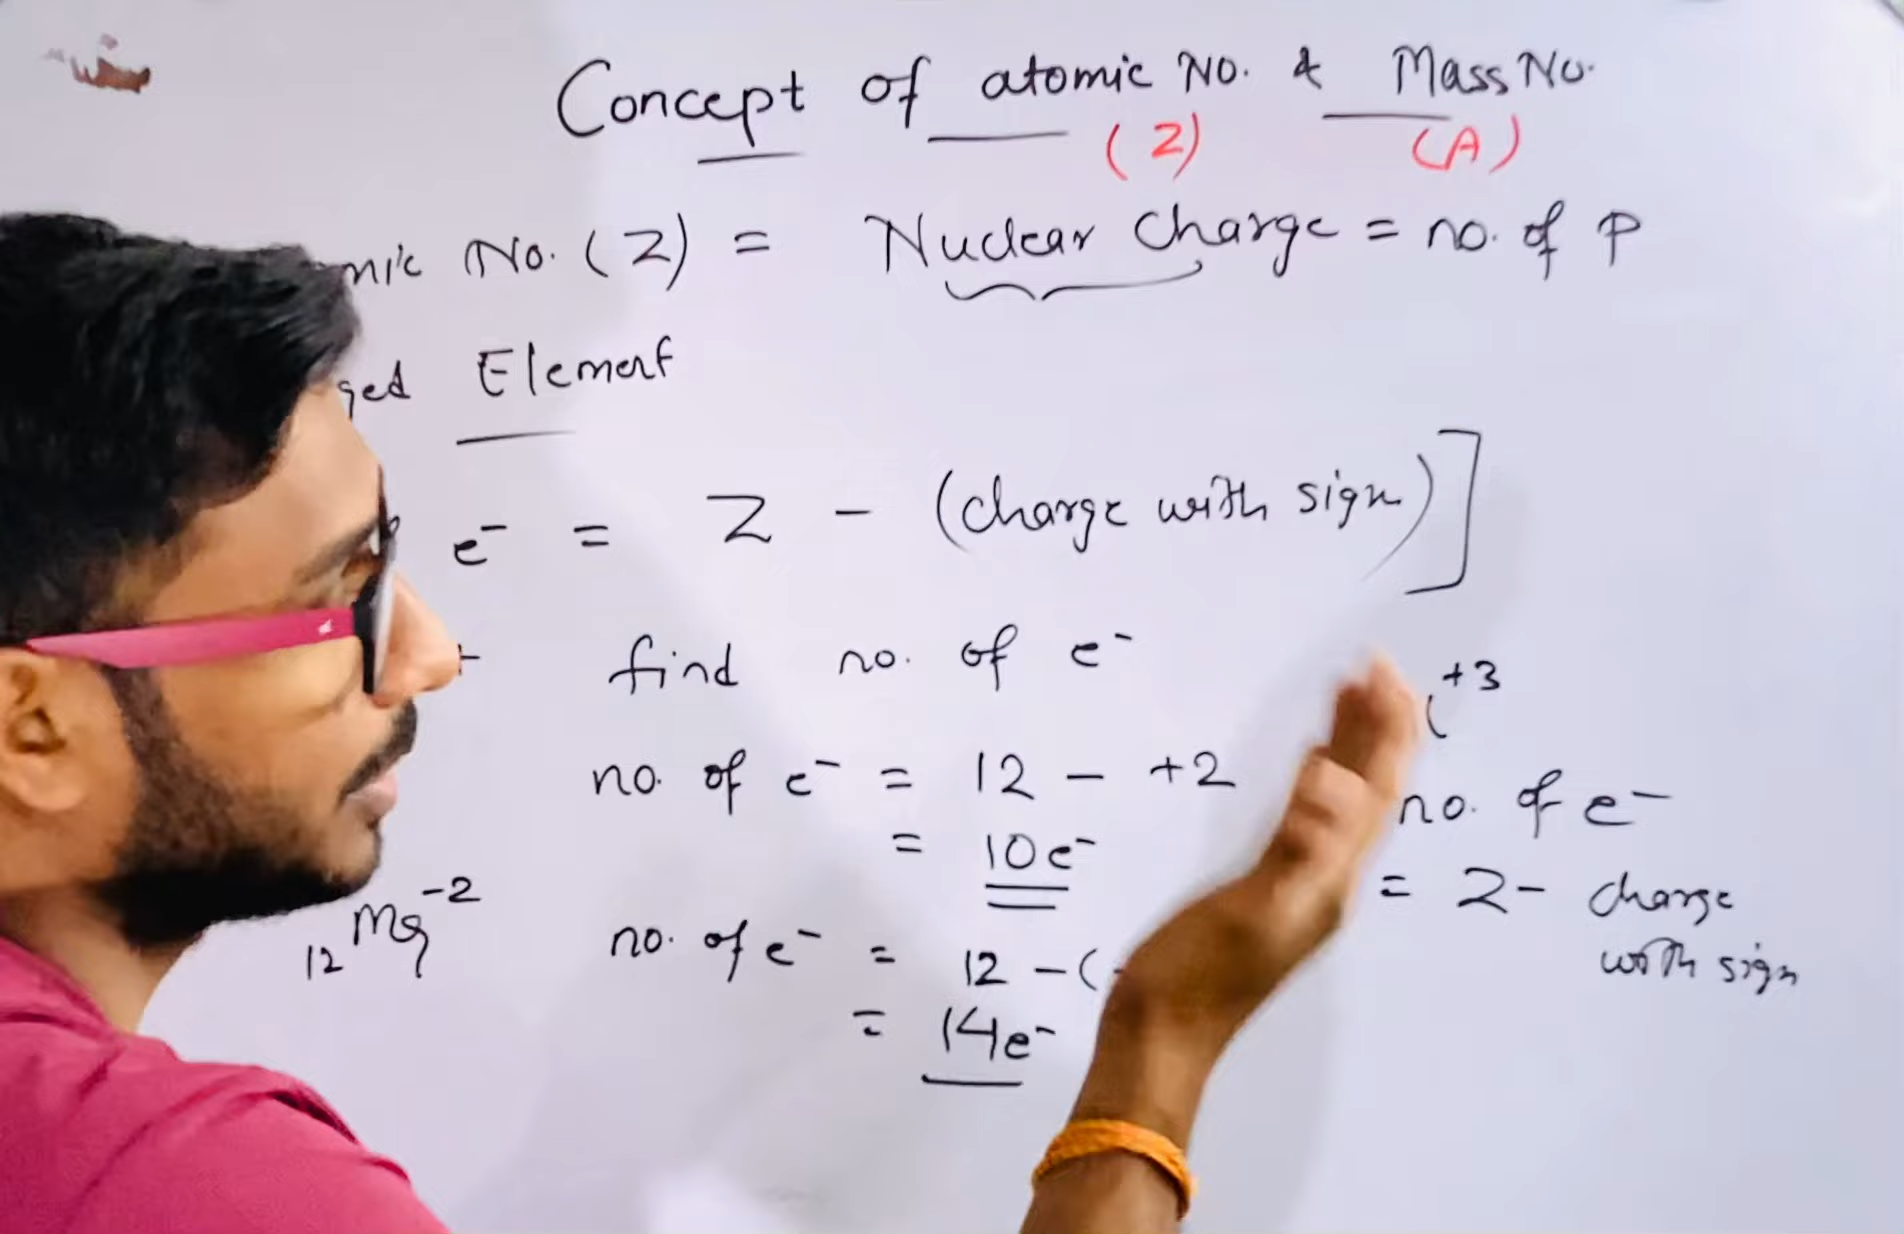 Concept of atomic No. & Mass No.
(Z) (A)
mic No. (Z) = Nuclear Charge = no. of p
ged Element
e⁻ = Z - (charge with sign)]
find no. of e⁻
+3
no. of e⁻ = 12 - +2
no. of e⁻
= 10e⁻
= Z - charge
with sign
₁₂Mg⁻²
no. of e⁻ = 12 - (
= 14e⁻